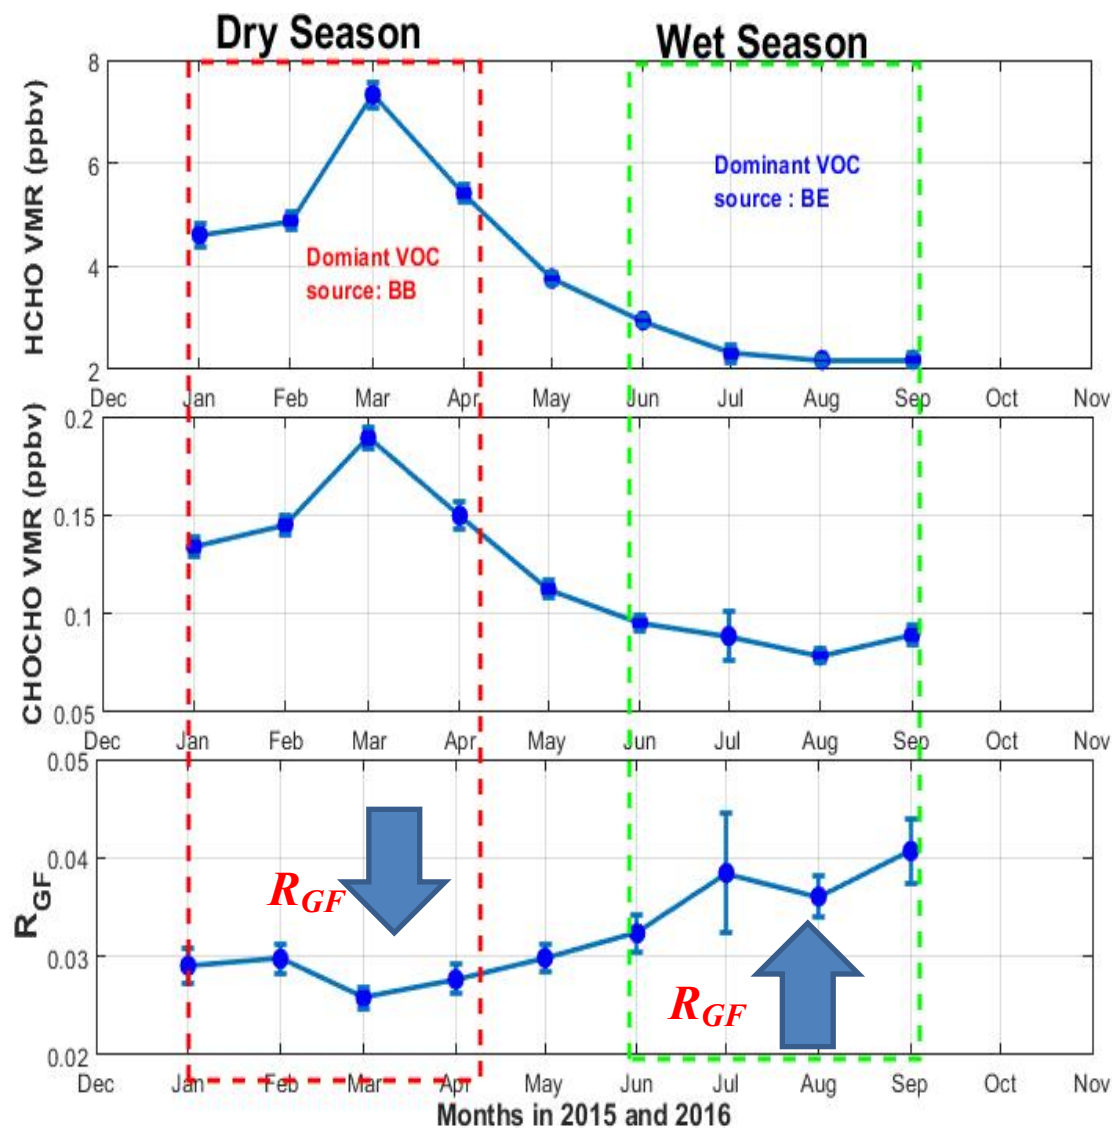 Dry Season
Wet Season
HCHO VMR (ppbv)
8
6
4
2
Dominant VOC
source : BE
Domiant VOC
source: BB
Dec Jan Feb Mar Apr May Jun Jul Aug Sep Oct Nov
CHOCHO VMR (ppbv)
0.2
0.15
0.1
0.05
Dec Jan Feb Mar Apr May Jun Jul Aug Sep Oct Nov
RGF
0.05
0.04
0.03
0.02
RGF
RGF
Dec Jan Feb Mar Apr May Jun Jul Aug Sep Oct Nov
Months in 2015 and 2016